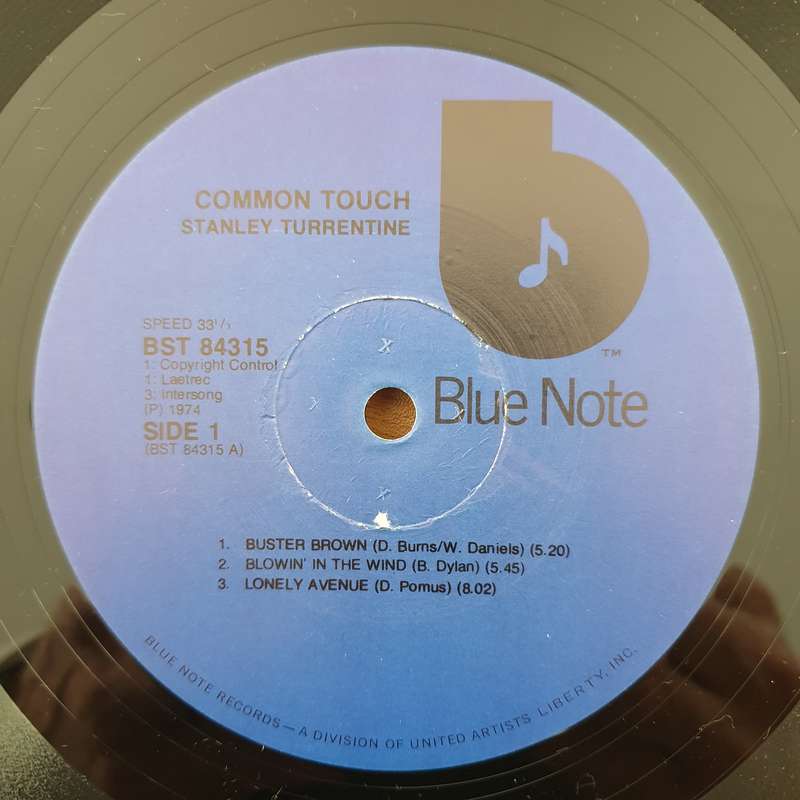 COMMON TOUCH
STANLEY TURRENTINE
SPEED 33 1/3
BST 84315
1: Copyright Control
1: Laetrec
3: Intersong
(P) 1974
SIDE 1
(BST 84315 A)
TM
Blue Note
1. BUSTER BROWN (D. Burns/W. Daniels) (5.20)
2. BLOWIN' IN THE WIND (B. Dylan) (5.45)
3. LONELY AVENUE (D. Pomus) (8.02)
BLUE NOTE RECORDS—A DIVISION OF UNITED ARTISTS LIBERTY, INC.